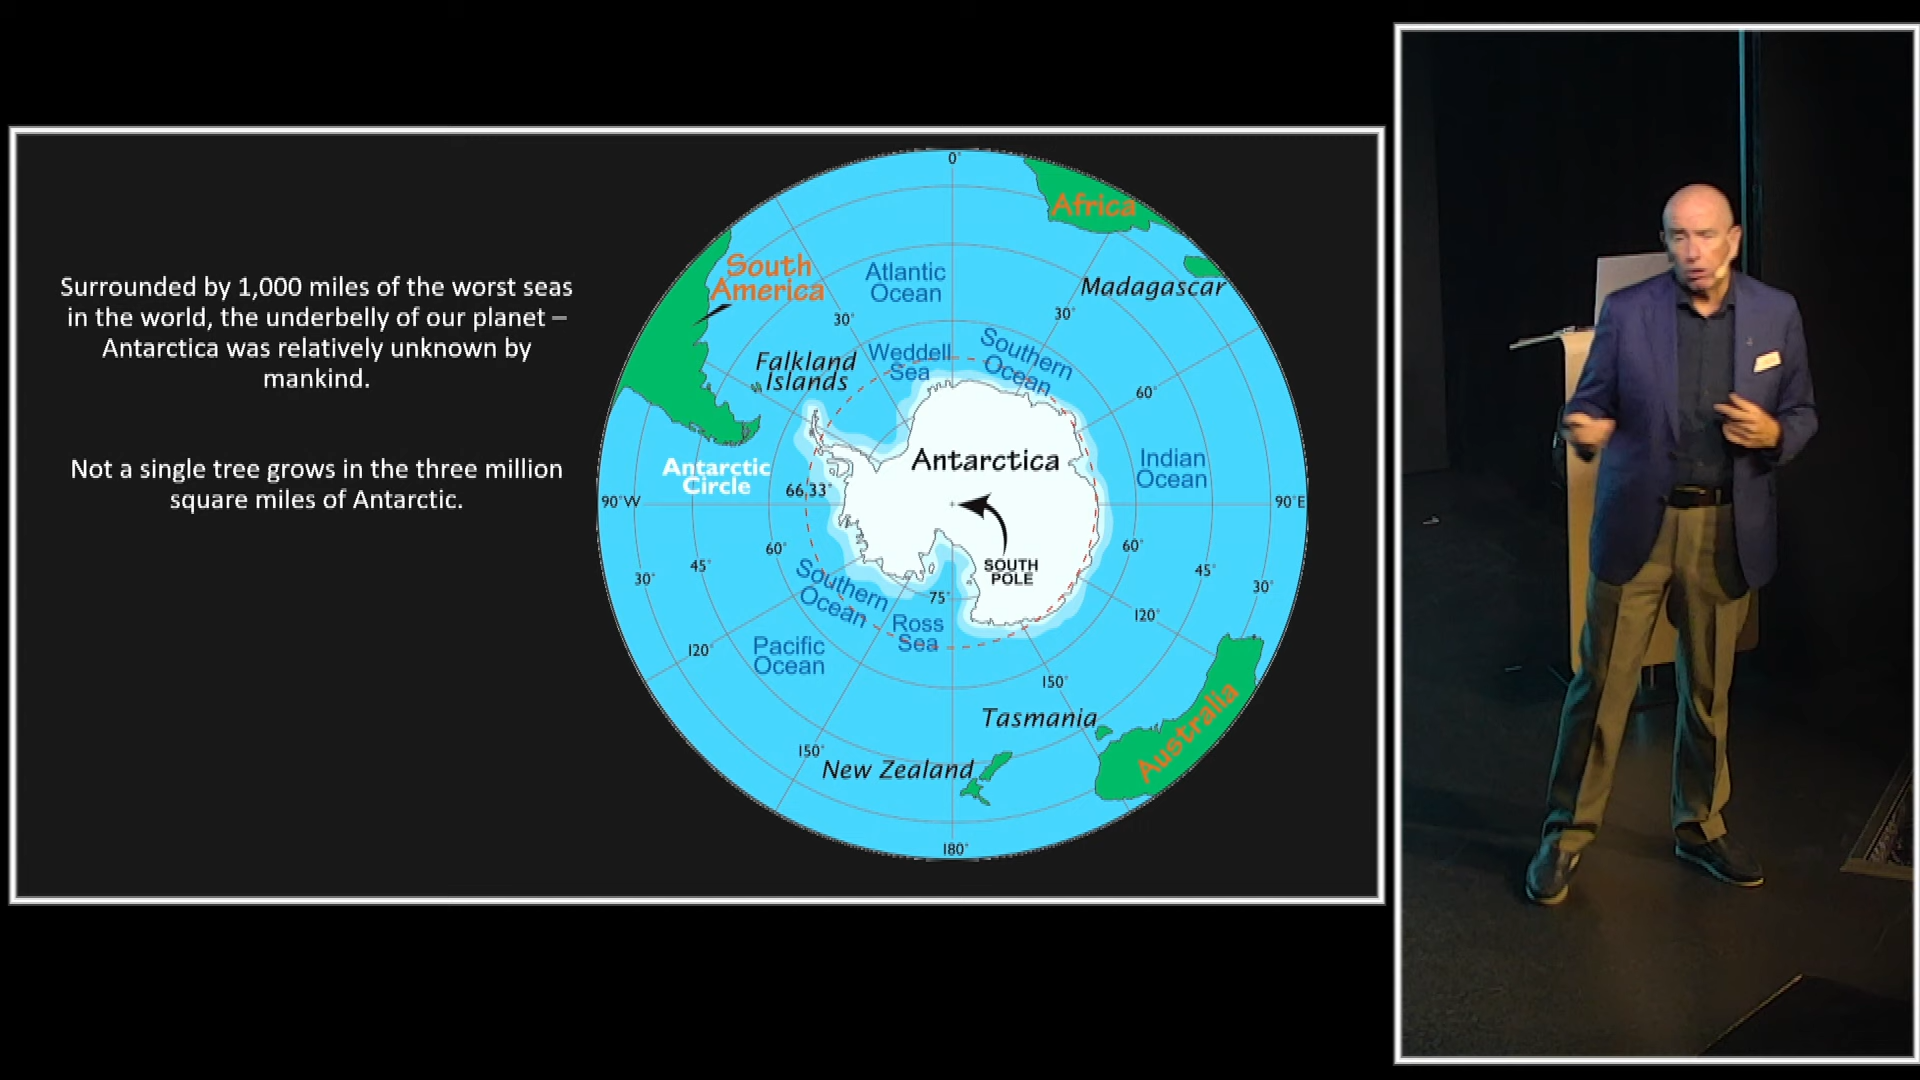 Surrounded by 1,000 miles of the worst seas
in the world, the underbelly of our planet –
Antarctica was relatively unknown by
mankind.
Not a single tree grows in the three million
square miles of Antarctic.
0°
Africa
South
America
Atlantic
Ocean
Madagascar
30°
30°
Falkland
Islands
Weddell
Sea
Southern
Ocean
60°
Antarctica
Antarctic
Circle
Indian
Ocean
66,33°
90°W
90°E
SOUTH
POLE
60°
60°
45°
45°
30°
30°
Southern
Ocean
75°
Ross
Sea
120°
120°
Pacific
Ocean
150°
Tasmania
Australia
150°
New Zealand
180°